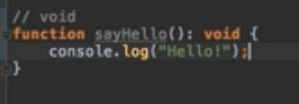 // void
function sayHello(): void {
console.log("Hello!");
}